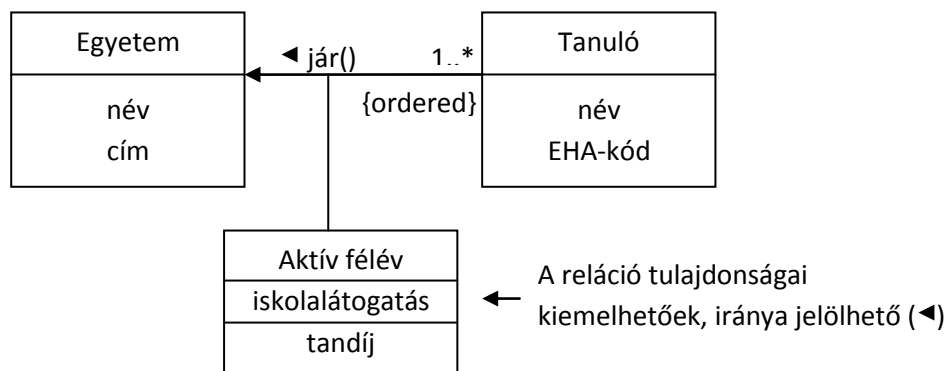 Egyetem
név
cím
◄ jár()
1..*
{ordered}
Tanuló
név
EHA-kód
Aktív félév
iskolalátogatás
tandíj
A reláció tulajdonságai
kiemelhetőek, iránya jelölhető (◄)